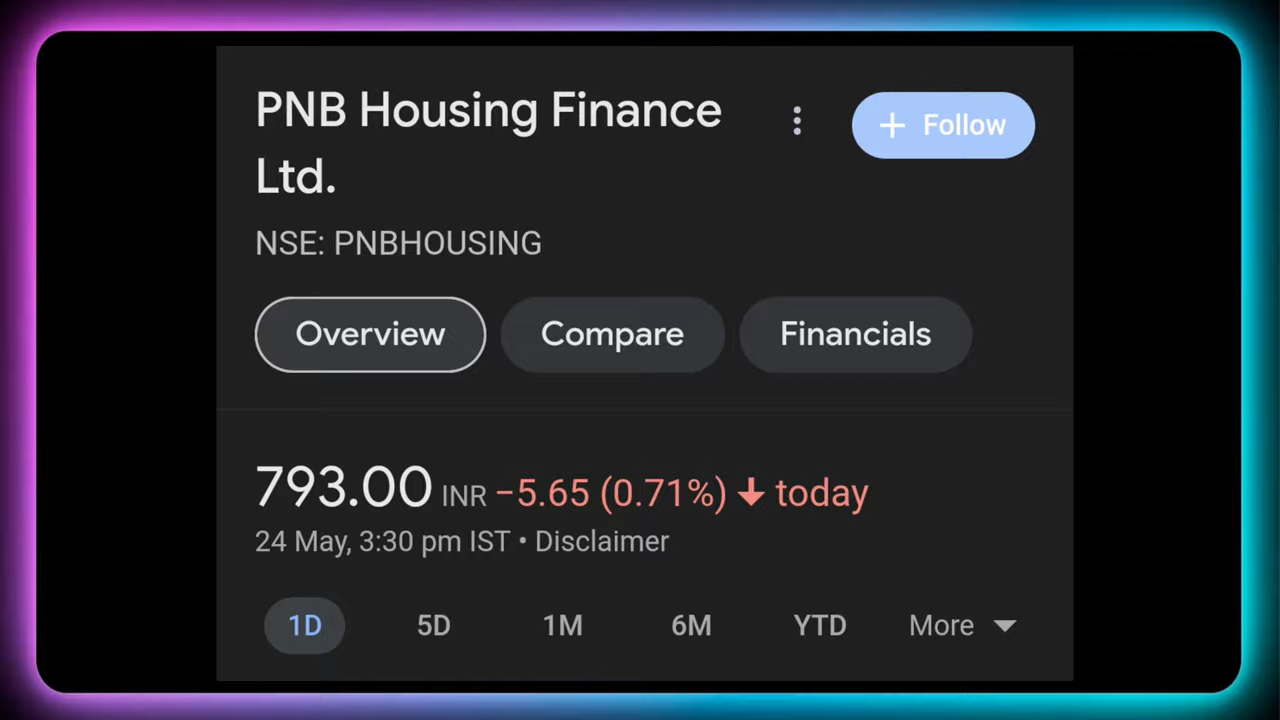 PNB Housing Finance
Ltd.
+ Follow
NSE: PNBHOUSING
Overview Compare Financials
793.00 INR −5.65 (0.71%) ↓ today
24 May, 3:30 pm IST • Disclaimer
1D 5D 1M 6M YTD More